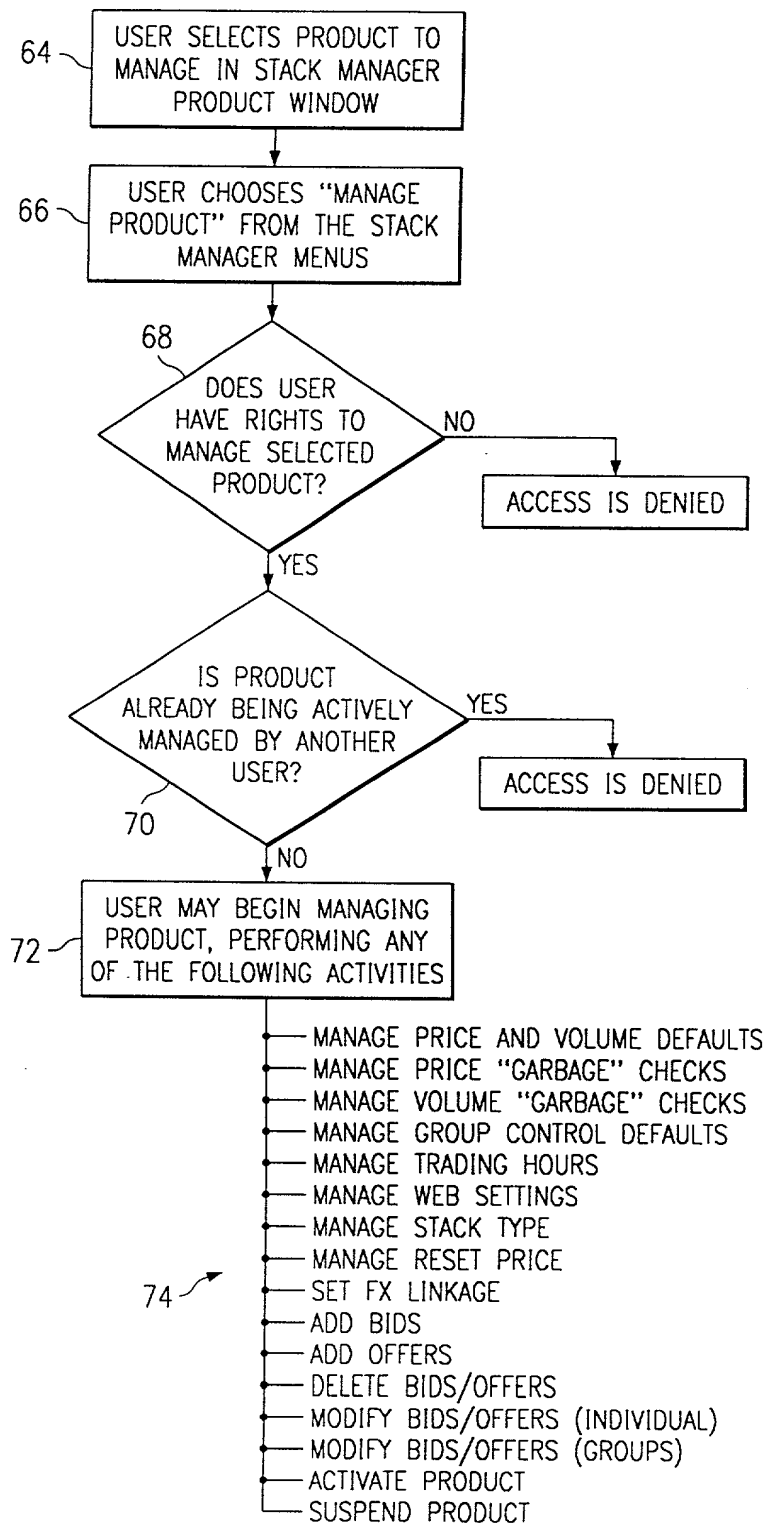 64
USER SELECTS PRODUCT TO
MANAGE IN STACK MANAGER
PRODUCT WINDOW
66
USER CHOOSES "MANAGE
PRODUCT" FROM THE STACK
MANAGER MENUS
68
DOES USER
HAVE RIGHTS TO
MANAGE SELECTED
PRODUCT?
NO
ACCESS IS DENIED
YES
IS PRODUCT
ALREADY BEING ACTIVELY
MANAGED BY ANOTHER
USER?
YES
ACCESS IS DENIED
70
NO
72
USER MAY BEGIN MANAGING
PRODUCT, PERFORMING ANY
OF THE FOLLOWING ACTIVITIES
MANAGE PRICE AND VOLUME DEFAULTS
MANAGE PRICE "GARBAGE" CHECKS
MANAGE VOLUME "GARBAGE" CHECKS
MANAGE GROUP CONTROL DEFAULTS
MANAGE TRADING HOURS
MANAGE WEB SETTINGS
MANAGE STACK TYPE
MANAGE RESET PRICE
74
SET FX LINKAGE
ADD BIDS
ADD OFFERS
DELETE BIDS/OFFERS
MODIFY BIDS/OFFERS (INDIVIDUAL)
MODIFY BIDS/OFFERS (GROUPS)
ACTIVATE PRODUCT
SUSPEND PRODUCT